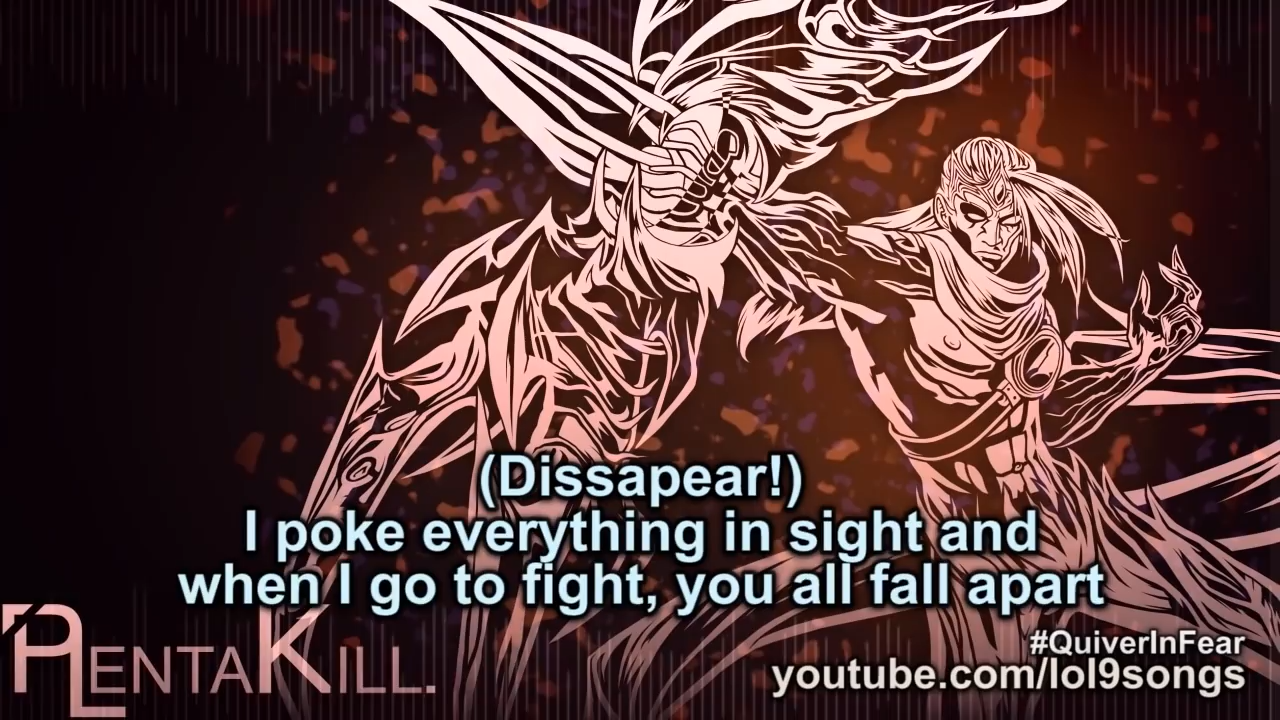 (Dissapear!)
I poke everything in sight and
when I go to fight, you all fall apart
PENTAKILL.
#QuiverInFear
youtube.com/lol9songs